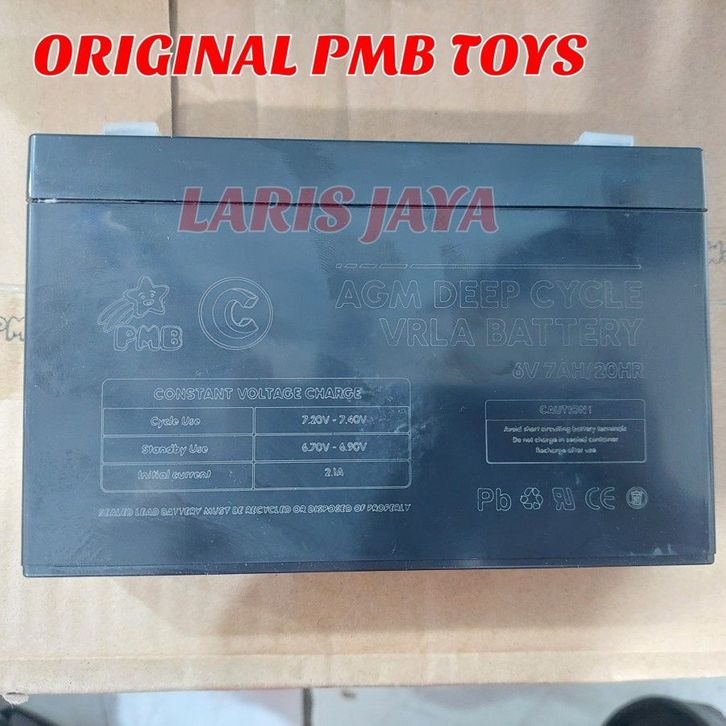 ORIGINAL PMB TOYS
LARIS JAYA
PMB
C
AGM DEEP CYCLE
VRLA BATTERY
6V 7AH/20HR
CONSTANT VOLTAGE CHARGE
Cycle Use 7.20V - 7.40V
Standby Use 6.70V - 6.90V
Initial current 2.1A
SEALED LEAD BATTERY MUST BE RECYCLED OR DISPOSED OF PROPERLY
CAUTION!
Avoid short circuiting battery terminals
Do not charge in sealed container
Recharge after use
Pb CE